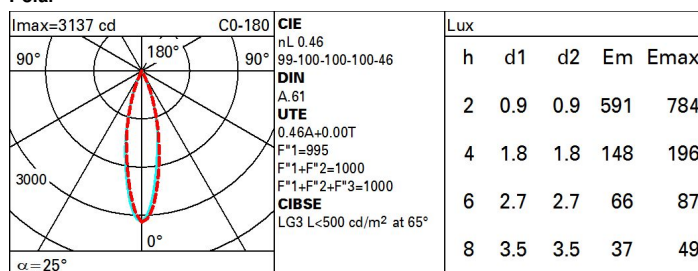 Imax=3137 cd C0-180
90° 180° 90°
3000
0°
α=25°
CIE
nL 0.46
99-100-100-100-46
DIN
A.61
UTE
0.46A+0.00T
F"1=995
F"1+F"2=1000
F"1+F"2+F"3=1000
CIBSE
LG3 L<500 cd/m² at 65°
Lux
h d1 d2 Em Emax
2 0.9 0.9 591 784
4 1.8 1.8 148 196
6 2.7 2.7 66 87
8 3.5 3.5 37 49